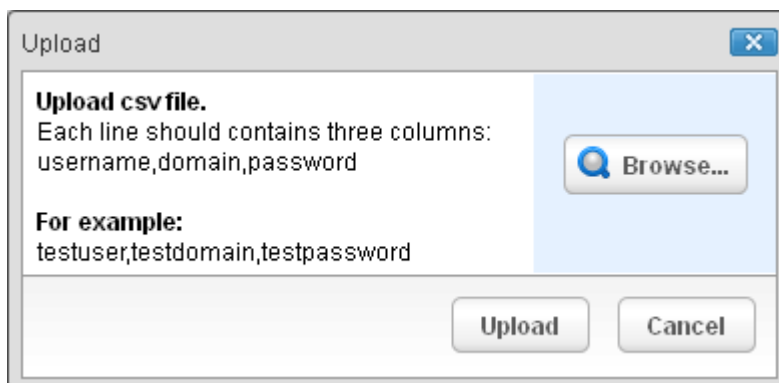 Upload
Upload csv file.
Each line should contains three columns:
username,domain,password
For example:
testuser,testdomain,testpassword
Browse...
Upload
Cancel